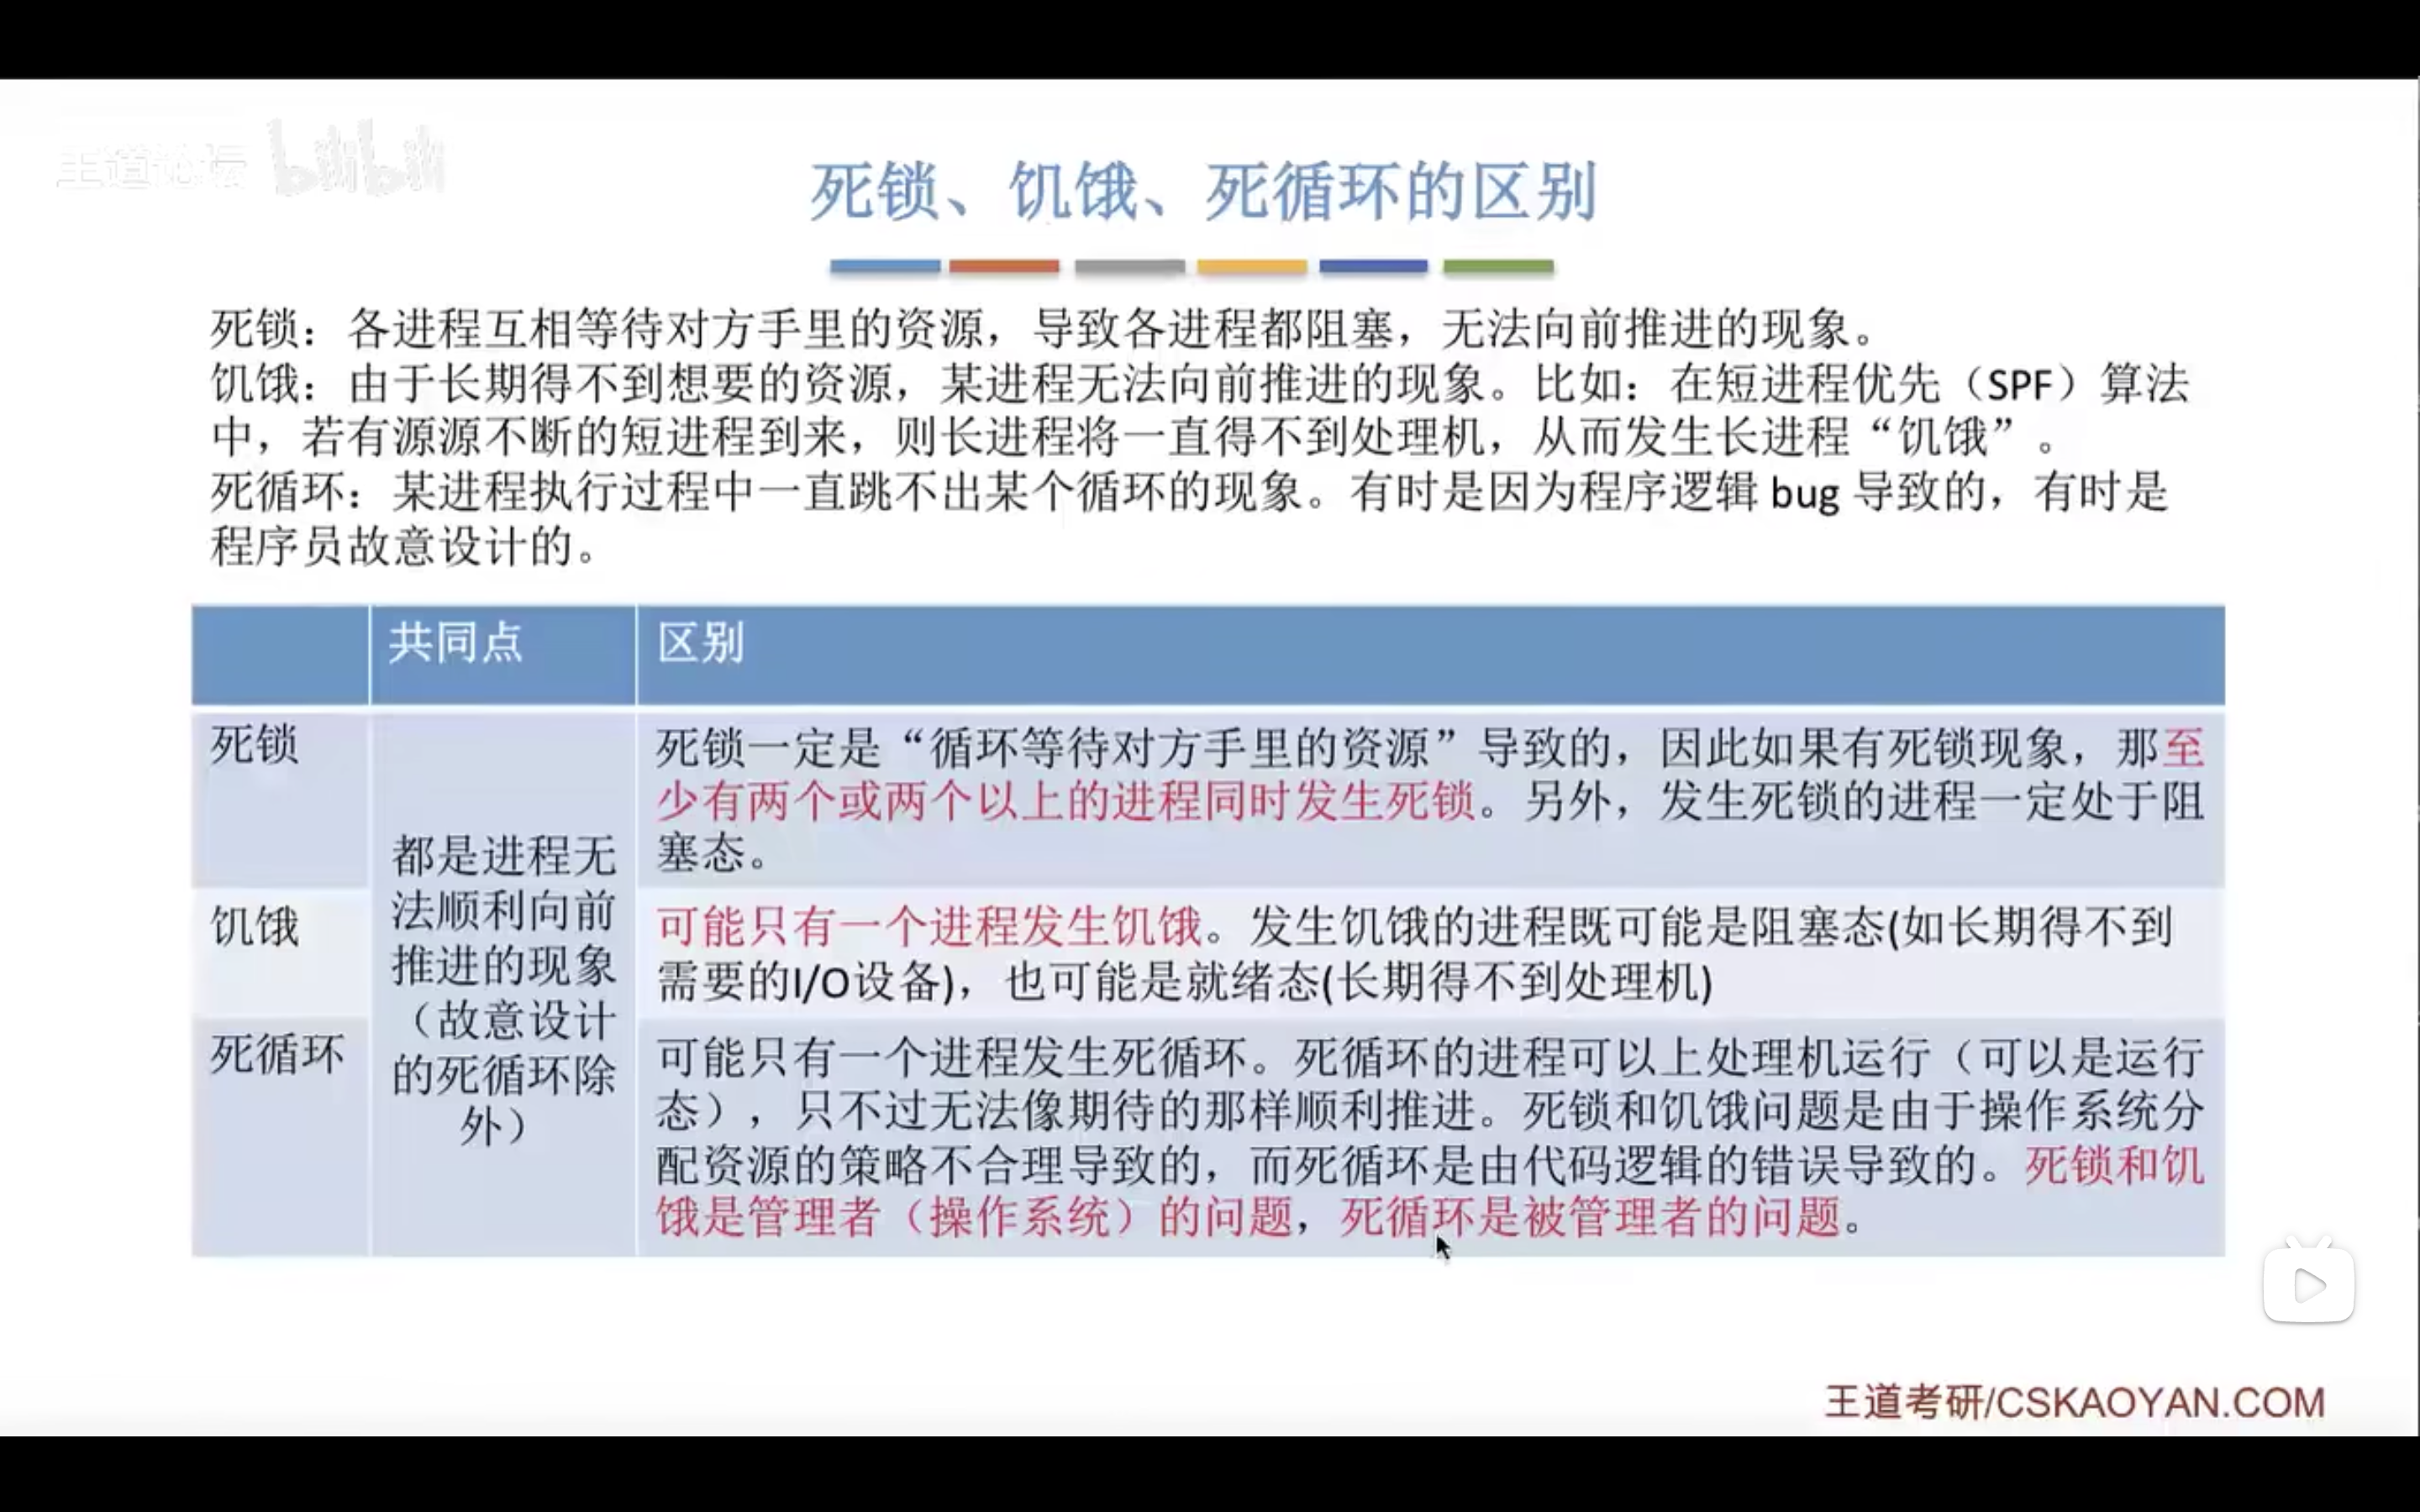 王道论坛 bilibili
死锁、饥饿、死循环的区别
死锁：各进程互相等待对方手里的资源，导致各进程都阻塞，无法向前推进的现象。
饥饿：由于长期得不到想要的资源，某进程无法向前推进的现象。比如：在短进程优先（SPF）算法
中，若有源源不断的短进程到来，则长进程将一直得不到处理机，从而发生长进程“饥饿”。
死循环：某进程执行过程中一直跳不出某个循环的现象。有时是因为程序逻辑 bug 导致的，有时是
程序员故意设计的。
共同点
区别
死锁
都是进程无
法顺利向前
推进的现象
（故意设计
的死循环除
外）
死锁一定是“循环等待对方手里的资源”导致的，因此如果有死锁现象，那至
少有两个或两个以上的进程同时发生死锁。另外，发生死锁的进程一定处于阻
塞态。
饥饿
可能只有一个进程发生饥饿。发生饥饿的进程既可能是阻塞态(如长期得不到
需要的I/O设备)，也可能是就绪态(长期得不到处理机)
死循环
可能只有一个进程发生死循环。死循环的进程可以上处理机运行（可以是运行
态），只不过无法像期待的那样顺利推进。死锁和饥饿问题是由于操作系统分
配资源的策略不合理导致的，而死循环是由代码逻辑的错误导致的。死锁和饥
饿是管理者（操作系统）的问题，死循环是被管理者的问题。
王道考研/CSKAOYAN.COM